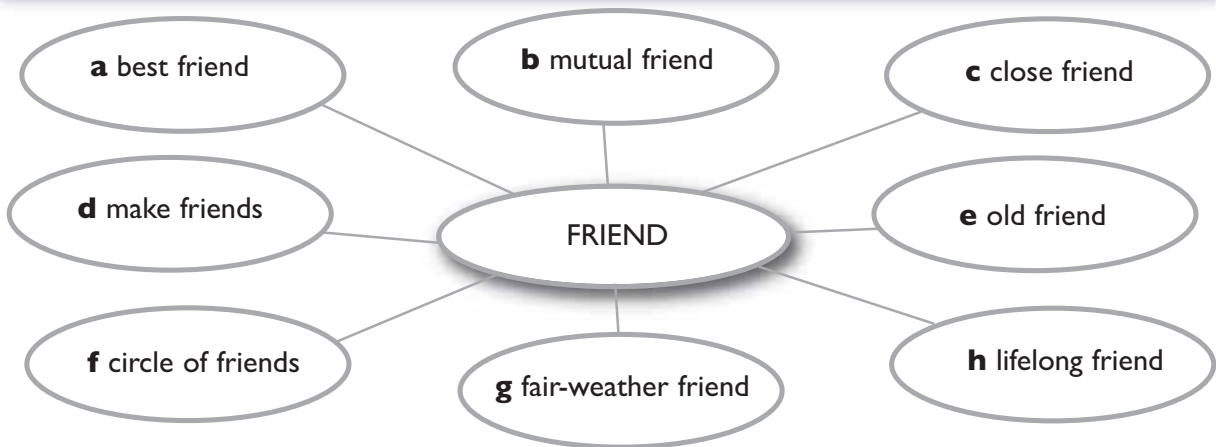 a best friend
b mutual friend
c close friend
d make friends
FRIEND
e old friend
f circle of friends
g fair-weather friend
h lifelong friend